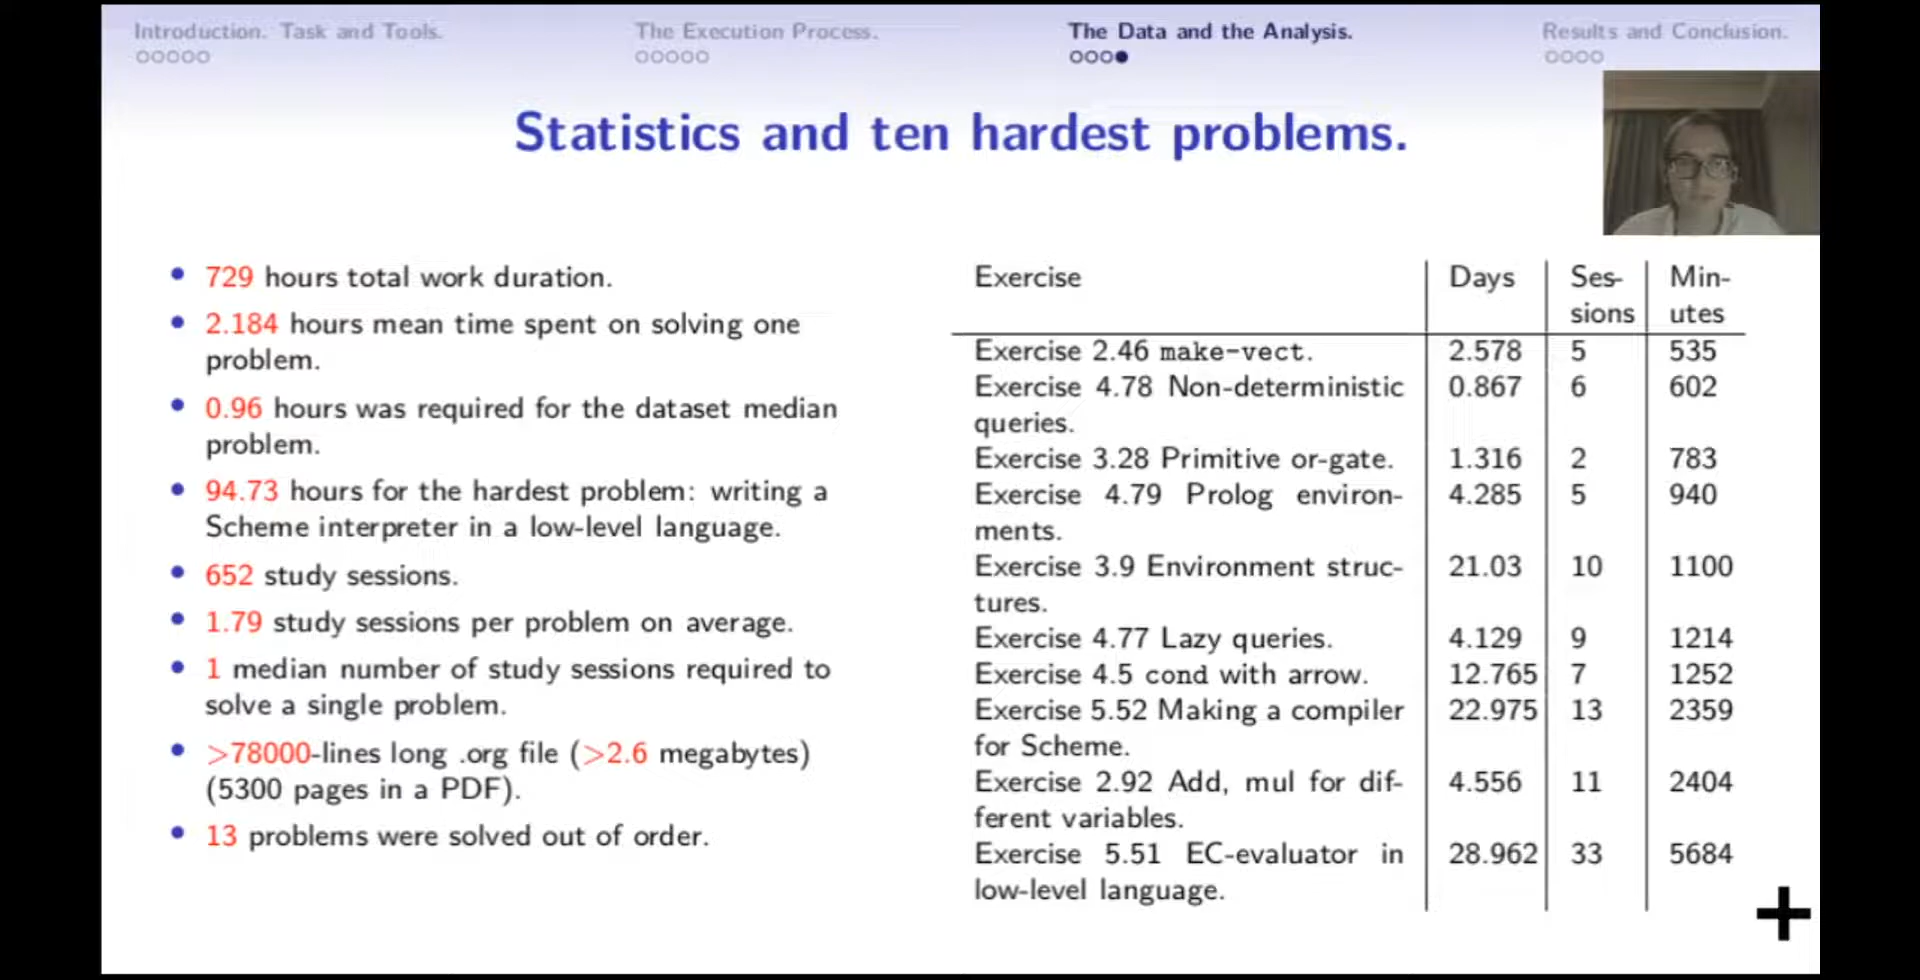 Introduction. Task and Tools.
The Execution Process.
The Data and the Analysis.
Results and Conclusion.
Statistics and ten hardest problems.
729 hours total work duration.
2.184 hours mean time spent on solving one
problem.
0.96 hours was required for the dataset median
problem.
94.73 hours for the hardest problem: writing a
Scheme interpreter in a low-level language.
652 study sessions.
1.79 study sessions per problem on average.
1 median number of study sessions required to
solve a single problem.
>78000-lines long .org file (>2.6 megabytes)
(5300 pages in a PDF).
13 problems were solved out of order.
Exercise Days Ses- Min-
sions utes
Exercise 2.46 make-vect. 2.578 5 535
Exercise 4.78 Non-deterministic 0.867 6 602
queries.
Exercise 3.28 Primitive or-gate. 1.316 2 783
Exercise 4.79 Prolog environ- 4.285 5 940
ments.
Exercise 3.9 Environment struc- 21.03 10 1100
tures.
Exercise 4.77 Lazy queries. 4.129 9 1214
Exercise 4.5 cond with arrow. 12.765 7 1252
Exercise 5.52 Making a compiler 22.975 13 2359
for Scheme.
Exercise 2.92 Add, mul for dif- 4.556 11 2404
ferent variables.
Exercise 5.51 EC-evaluator in 28.962 33 5684
low-level language.